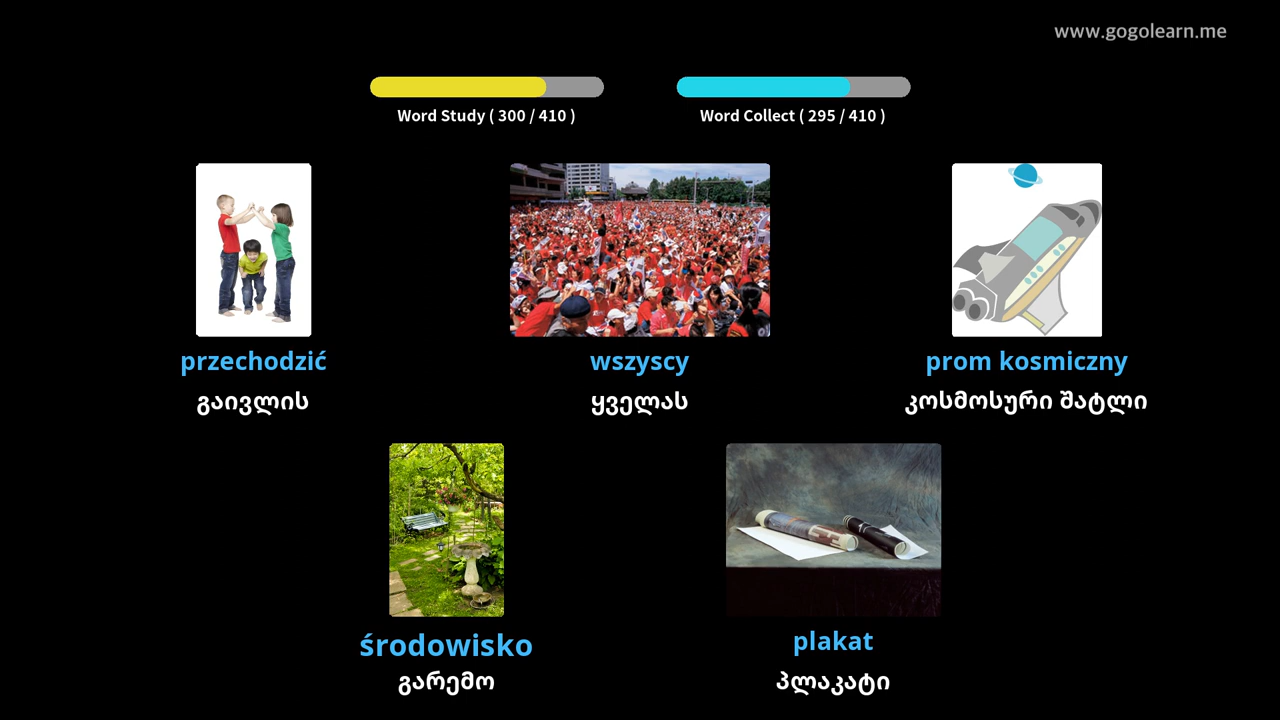 www.gogolearn.me
Word Study ( 300 / 410 )
Word Collect ( 295 / 410 )
przechodzić
გაივლის
wszyscy
ყველას
prom kosmiczny
კოსმოსური შატლი
środowisko
გარემო
plakat
პლაკატი